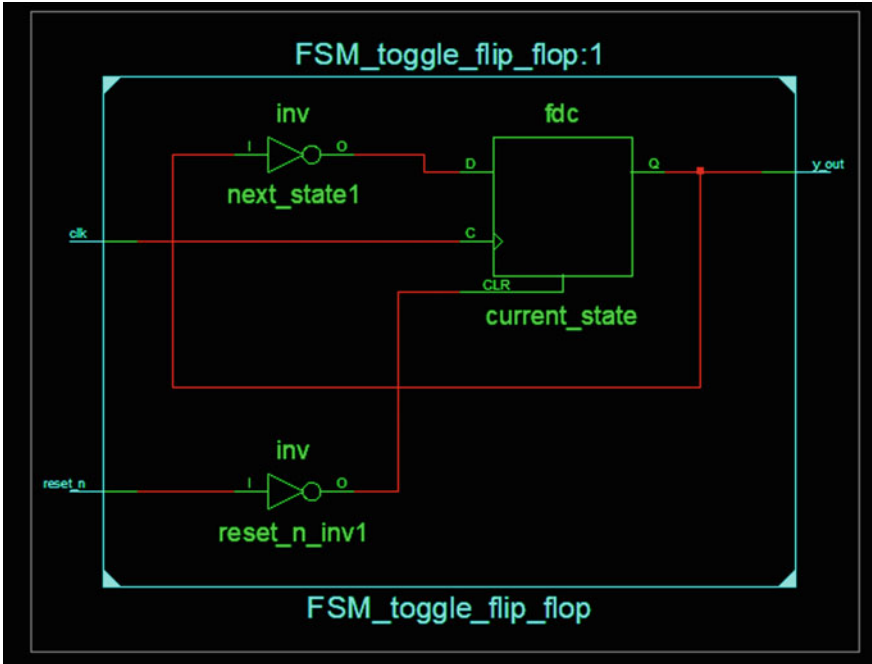 FSM_toggle_flip_flop:1
inv
fdc
I
O
D
Q
y_out
next_state1
clk
C
CLR
current_state
inv
reset_n
I
O
reset_n_inv1
FSM_toggle_flip_flop